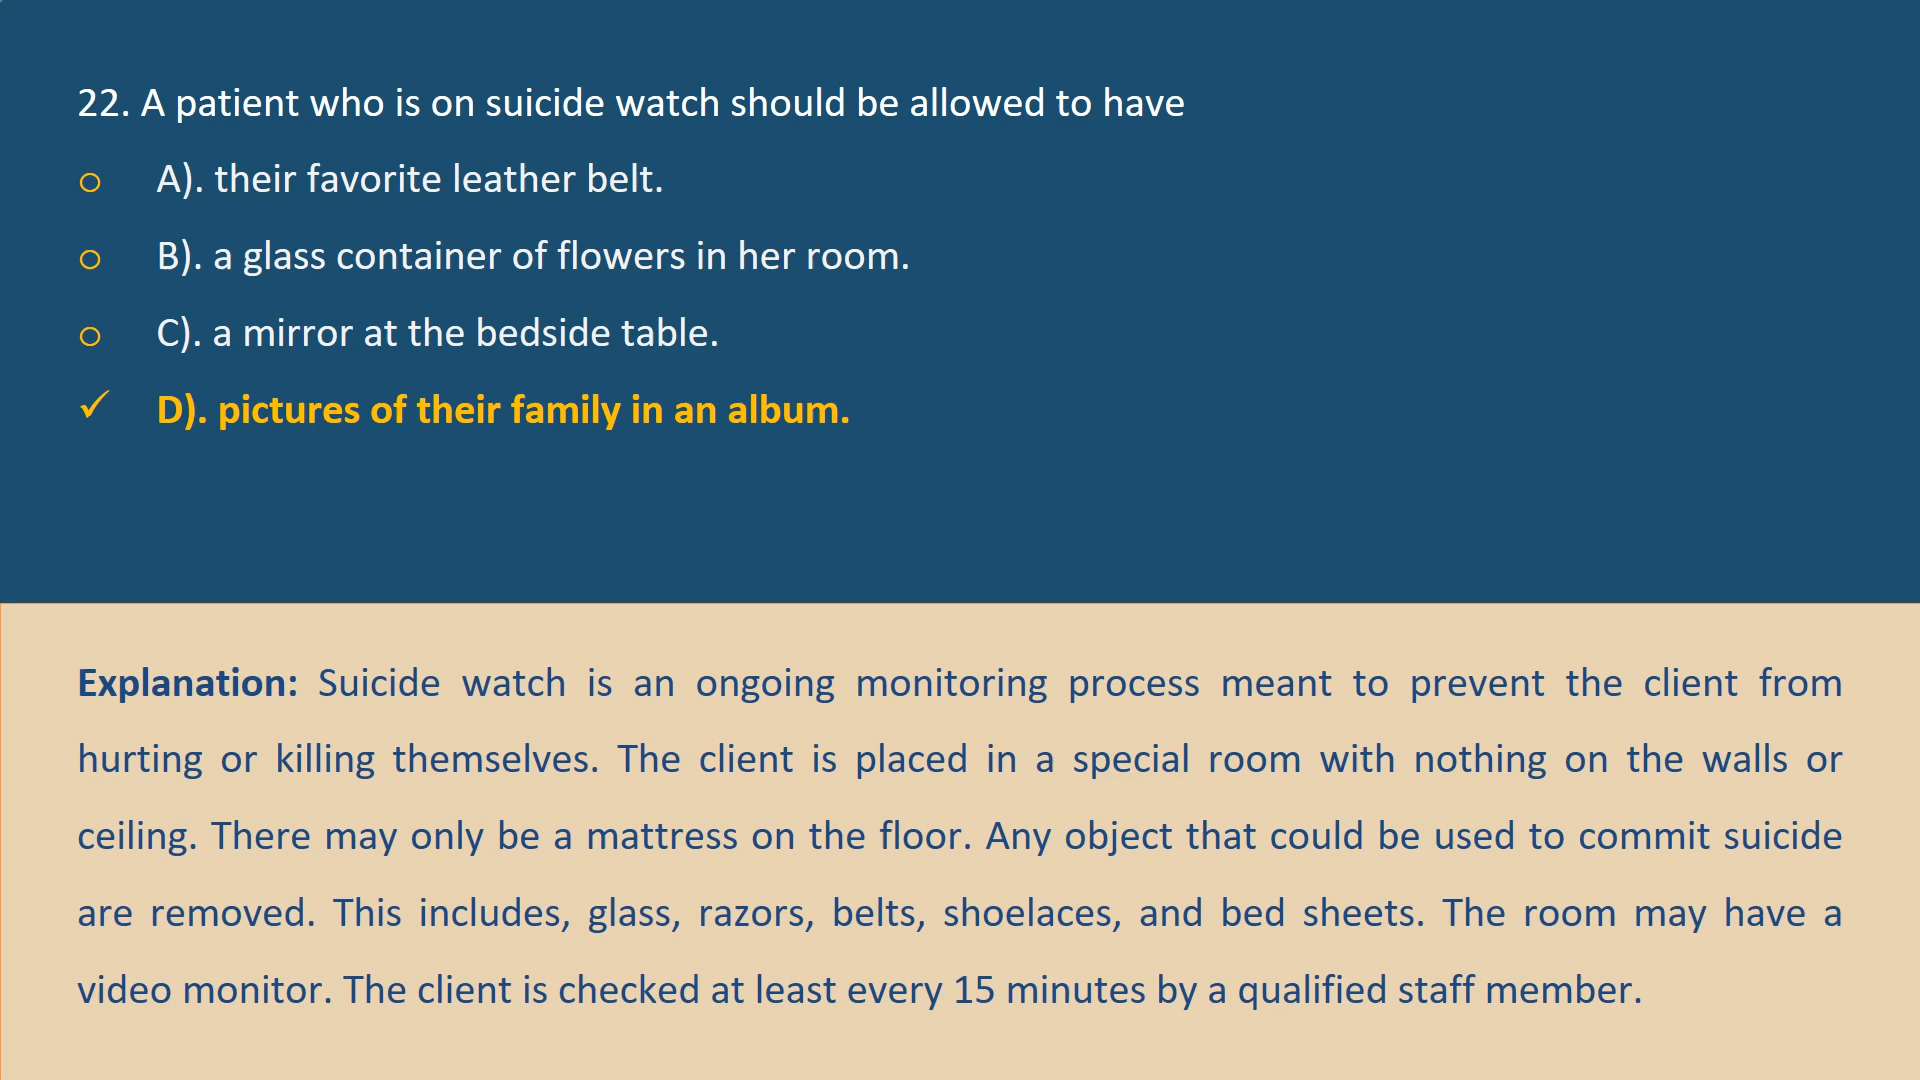 22. A patient who is on suicide watch should be allowed to have
A). their favorite leather belt.
B). a glass container of flowers in her room.
C). a mirror at the bedside table.
D). pictures of their family in an album.
Explanation: Suicide watch is an ongoing monitoring process meant to prevent the client from
hurting or killing themselves. The client is placed in a special room with nothing on the walls or
ceiling. There may only be a mattress on the floor. Any object that could be used to commit suicide
are removed. This includes, glass, razors, belts, shoelaces, and bed sheets. The room may have a
video monitor. The client is checked at least every 15 minutes by a qualified staff member.